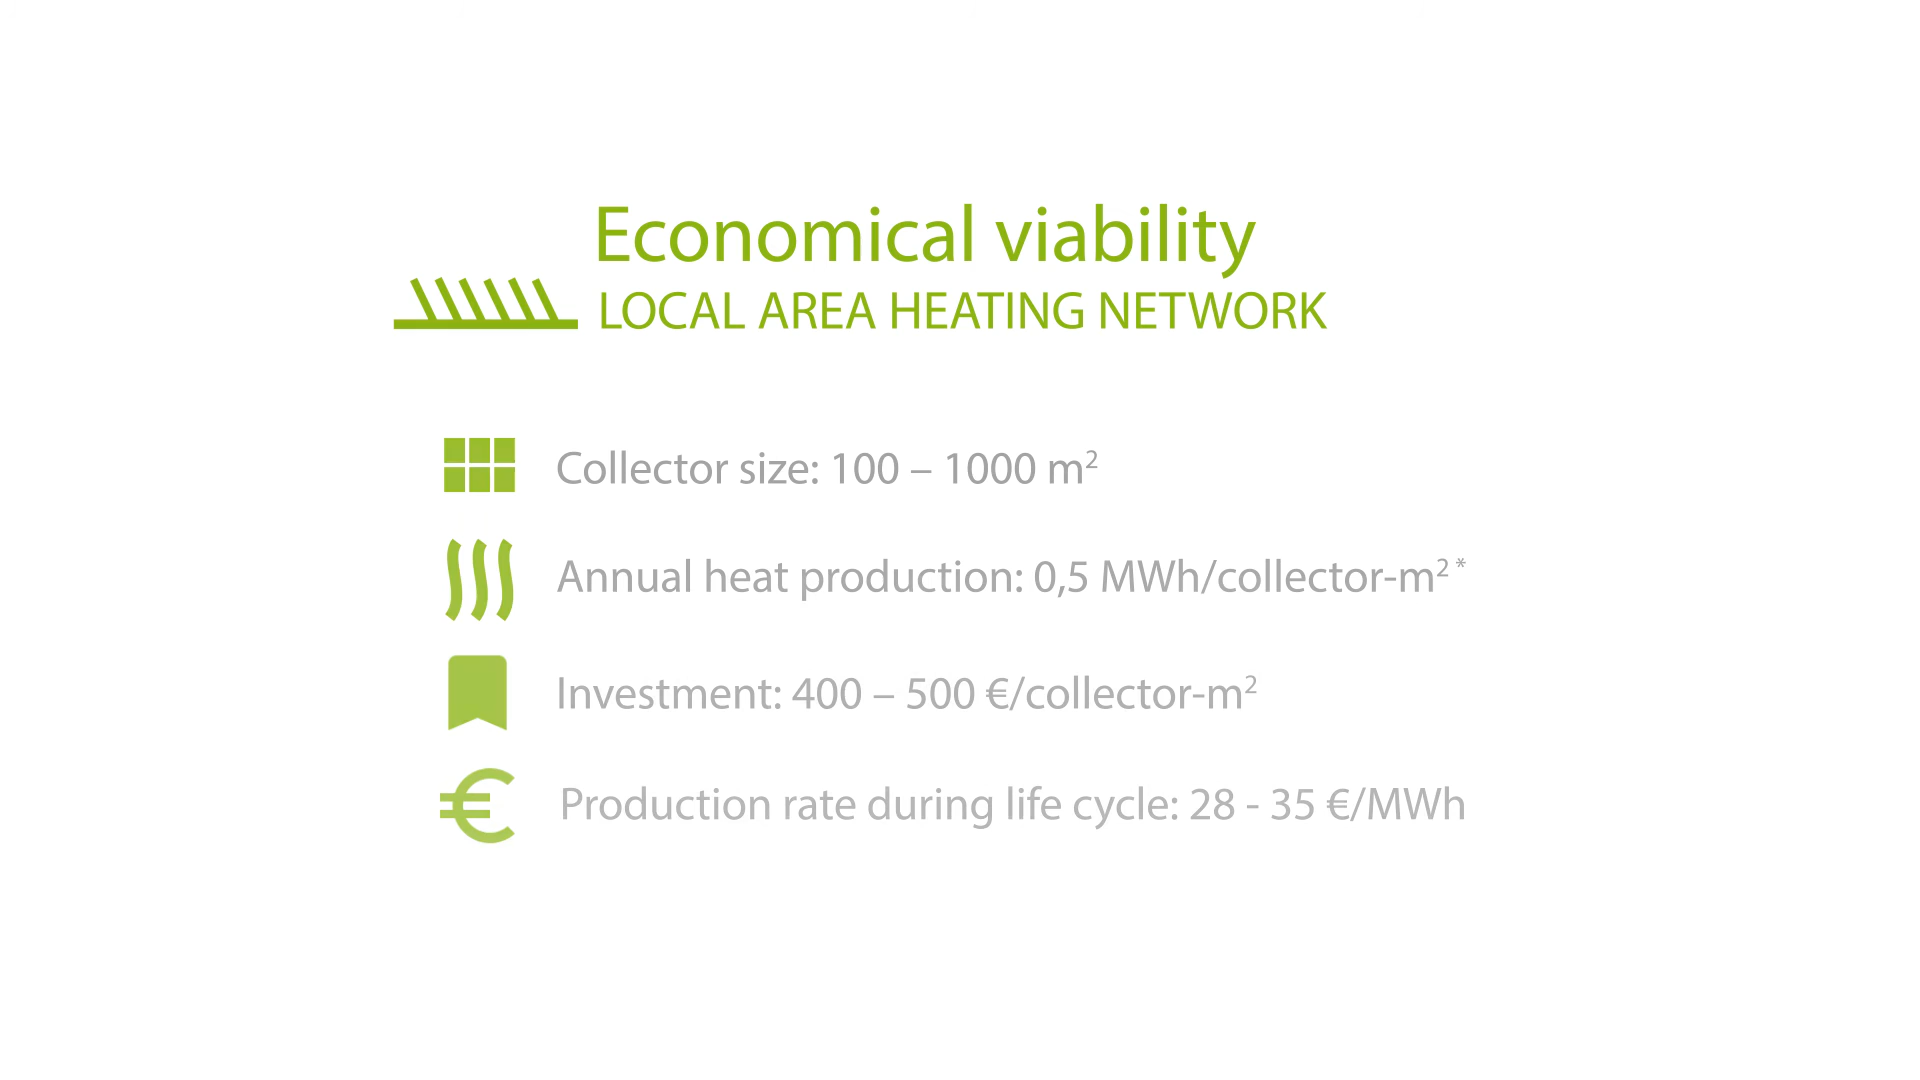 Economical viability
LOCAL AREA HEATING NETWORK
Collector size: 100 – 1000 m²
Annual heat production: 0,5 MWh/collector-m² *
Investment: 400 – 500 €/collector-m²
Production rate during life cycle: 28 - 35 €/MWh